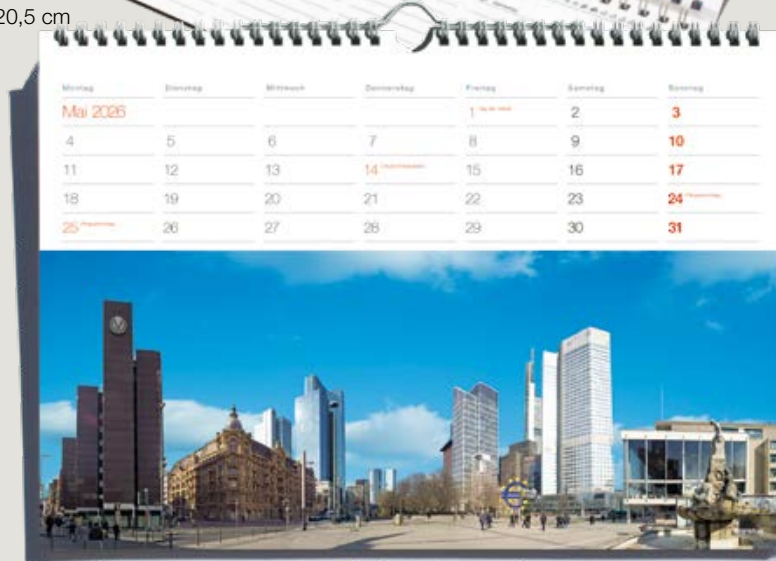 20,5 cm
Montag Dienstag Mittwoch Donnerstag Freitag Samstag Sonntag
Mai 2026 1 2 3
4 5 6 7 8 9 10
11 12 13 14 15 16 17
18 19 20 21 22 23 24
25 26 27 28 29 30 31